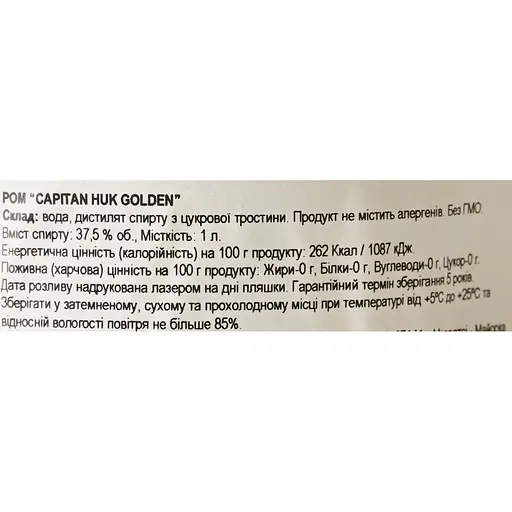 РОМ "CAPITAN HUK GOLDEN"
Склад: вода, дистилят спирту з цукрової тростини. Продукт не містить алергенів. Без ГМО.
Вміст спирту: 37,5 % об., Місткість: 1 л.
Енергетична цінність (калорійність) на 100 г продукту: 262 Ккал / 1087 кДж.
Поживна (харчова) цінність на 100 г продукту: Жири-0 г, Білки-0 г, Вуглеводи-0 г, Цукор-0 г.
Дата розливу надрукована лазером на дні пляшки. Гарантійний термін зберігання 5 років.
Зберігати у затемненому, сухому та прохолодному місці при температурі від +5ºC до +25ºC та
відносній вологості повітря не більше 85%.